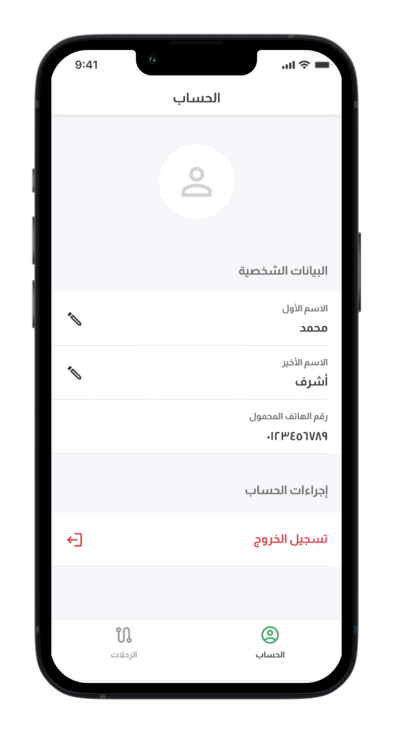 9:41
الحساب
البيانات الشخصية
الاسم الأول
محمد
الاسم الأخير
أشرف
رقم الهاتف المحمول
٠١٢٣٤٥٦٧٨٩
إجراءات الحساب
تسجيل الخروج
الحساب
الرحلات